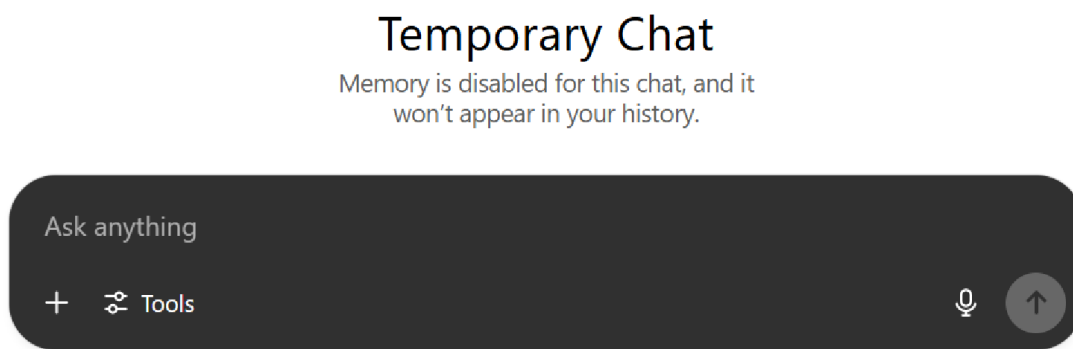 Temporary Chat
Memory is disabled for this chat, and it
won’t appear in your history.
Ask anything
Tools